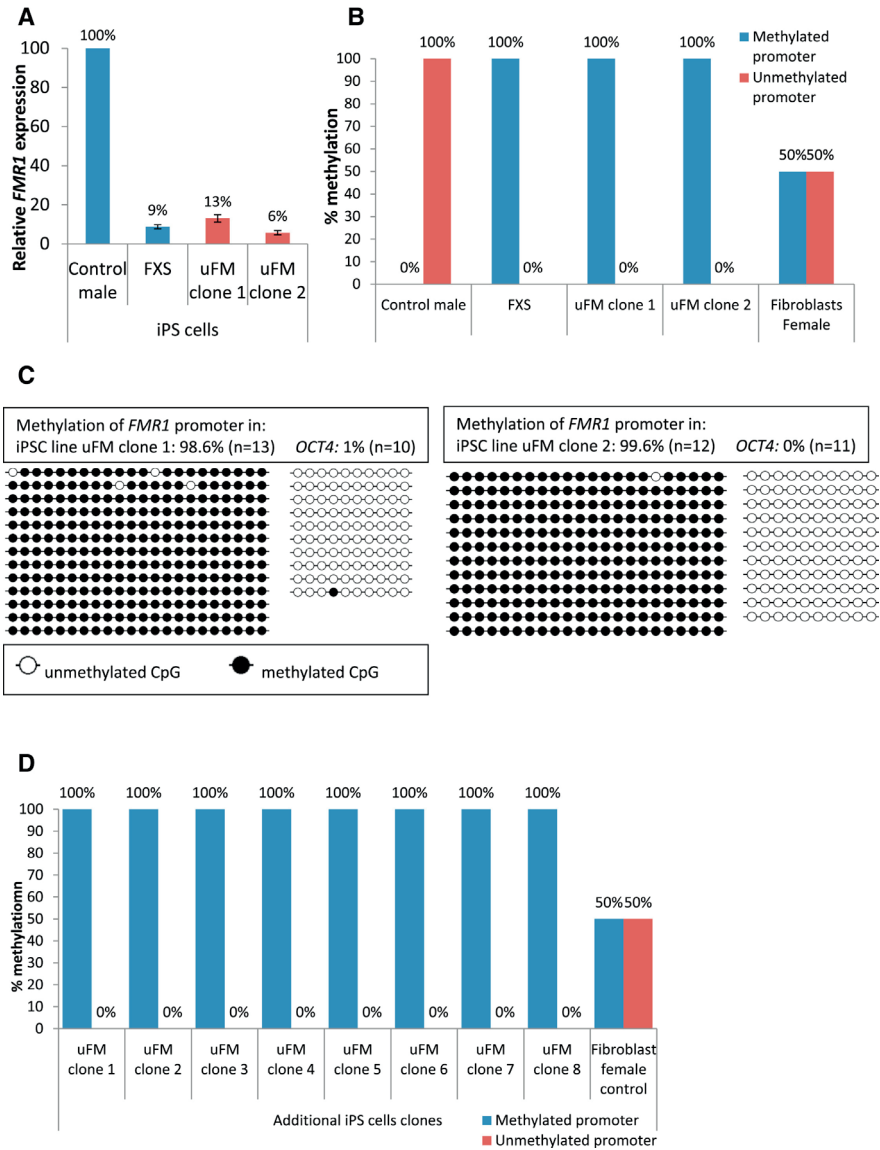 A
Relative FMR1 expression
100
80
60
40
20
0
100%
9%
13%
6%
Control male
FXS
uFM clone 1
uFM clone 2
iPS cells
B
% methylation
100
90
80
70
60
50
40
30
20
10
0
0%
100%
100%
0%
100%
0%
100%
0%
50%50%
Methylated promoter
Unmethylated promoter
Control male
FXS
uFM clone 1
uFM clone 2
Fibroblasts Female
C
Methylation of FMR1 promoter in:
iPSC line uFM clone 1: 98.6% (n=13) OCT4: 1% (n=10)
Methylation of FMR1 promoter in:
iPSC line uFM clone 2: 99.6% (n=12) OCT4: 0% (n=11)
unmethylated CpG
methylated CpG
D
% methylatiomn
100
90
80
70
60
50
40
30
20
10
0
100%
0%
100%
0%
100%
0%
100%
0%
100%
0%
100%
0%
100%
0%
100%
0%
50%50%
uFM clone 1
uFM clone 2
uFM clone 3
uFM clone 4
uFM clone 5
uFM clone 6
uFM clone 7
uFM clone 8
Fibroblast female control
Additional iPS cells clones
Methylated promoter
Unmethylated promoter